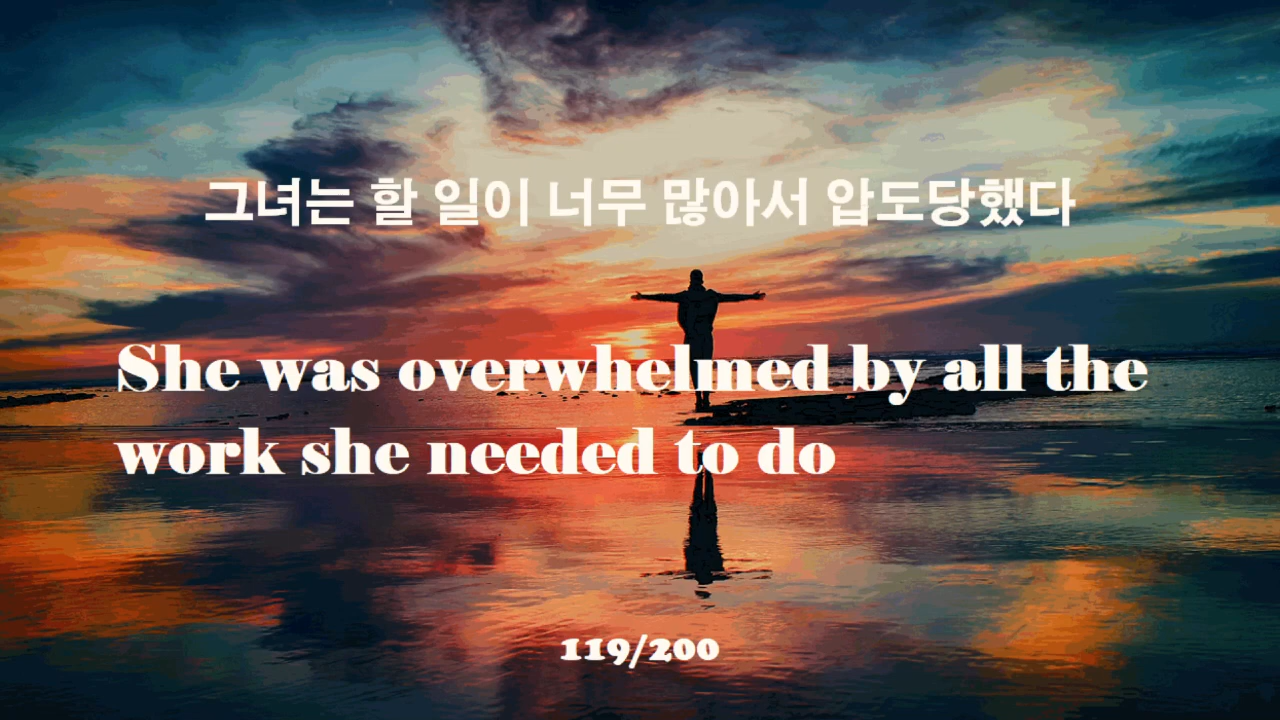 그녀는 할 일이 너무 많아서 압도당했다
She was overwhelmed by all the
work she needed to do
119/200